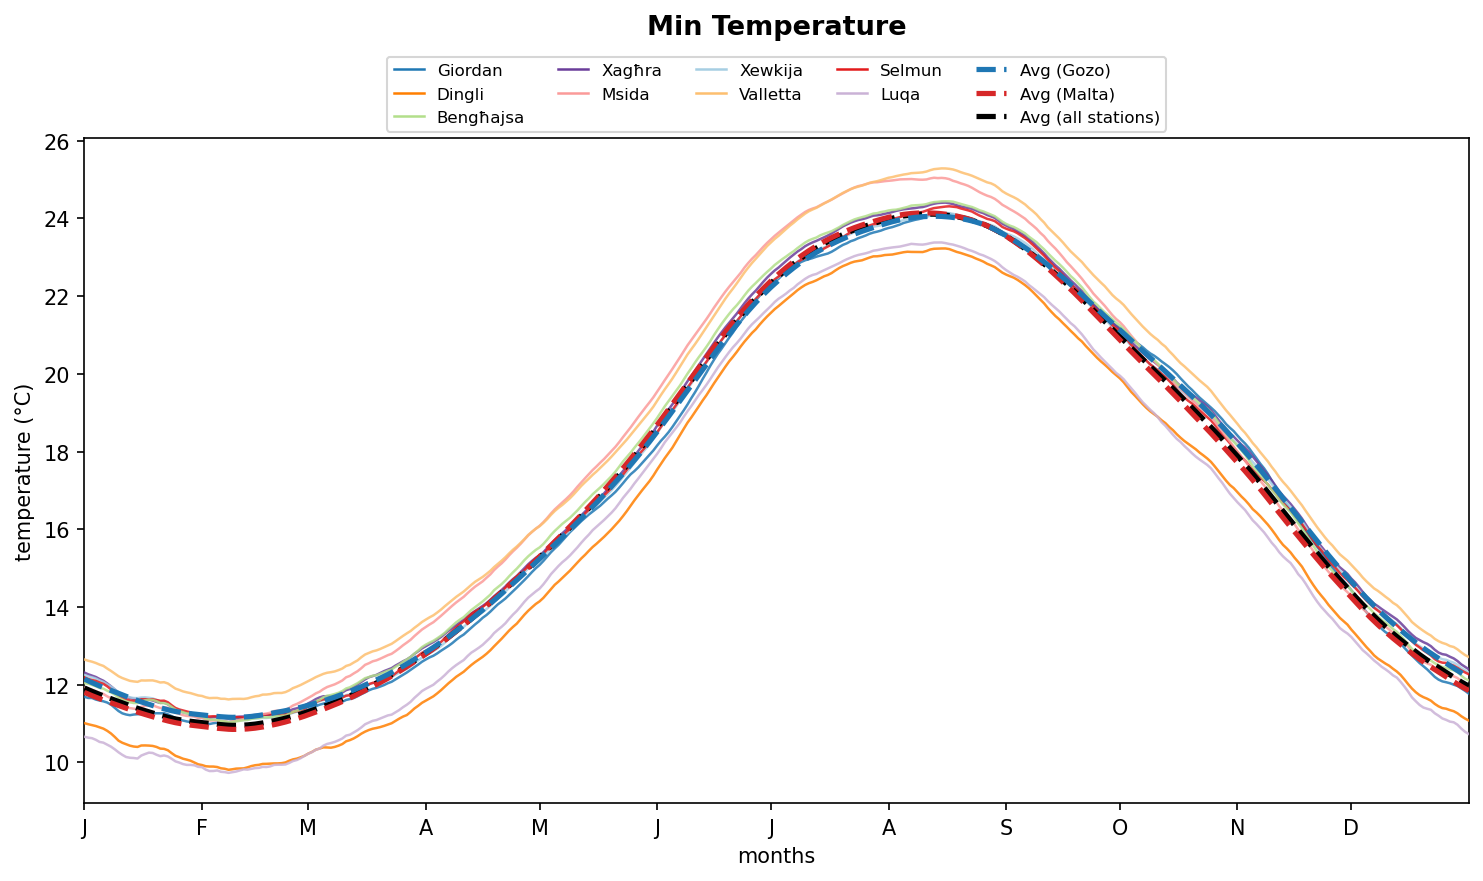 Min Temperature
Giordan Xagħra Xewkija Selmun Avg (Gozo)
Dingli Msida Valletta Luqa Avg (Malta)
Bengħajsa Avg (all stations)
26
24
22
20
18
16
14
12
10
temperature (°C)
J F M A M J J A S O N D
months